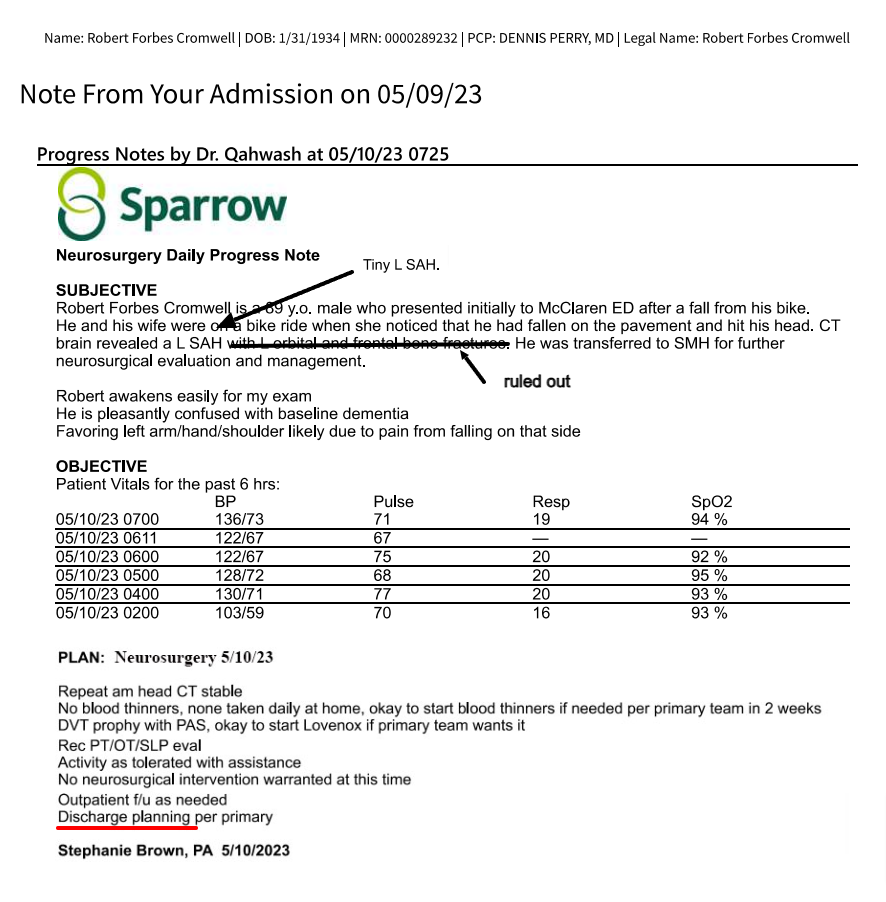 Name: Robert Forbes Cromwell | DOB: 1/31/1934 | MRN: 0000289232 | PCP: DENNIS PERRY, MD | Legal Name: Robert Forbes Cromwell
Note From Your Admission on 05/09/23
Progress Notes by Dr. Qahwash at 05/10/23 0725
Sparrow
Neurosurgery Daily Progress Note
Tiny L SAH.
SUBJECTIVE
Robert Forbes Cromwell is a 89 y.o. male who presented initially to McClaren ED after a fall from his bike.
He and his wife were on a bike ride when she noticed that he had fallen on the pavement and hit his head. CT
brain revealed a L SAH with L orbital and frontal bone fractures. He was transferred to SMH for further
neurosurgical evaluation and management.
ruled out
Robert awakens easily for my exam
He is pleasantly confused with baseline dementia
Favoring left arm/hand/shoulder likely due to pain from falling on that side
OBJECTIVE
Patient Vitals for the past 6 hrs:
BP Pulse Resp SpO2
05/10/23 0700 136/73 71 19 94 %
05/10/23 0611 122/67 67 — —
05/10/23 0600 122/67 75 20 92 %
05/10/23 0500 128/72 68 20 95 %
05/10/23 0400 130/71 77 20 93 %
05/10/23 0200 103/59 70 16 93 %
PLAN: Neurosurgery 5/10/23
Repeat am head CT stable
No blood thinners, none taken daily at home, okay to start blood thinners if needed per primary team in 2 weeks
DVT prophy with PAS, okay to start Lovenox if primary team wants it
Rec PT/OT/SLP eval
Activity as tolerated with assistance
No neurosurgical intervention warranted at this time
Outpatient f/u as needed
Discharge planning per primary
Stephanie Brown, PA 5/10/2023